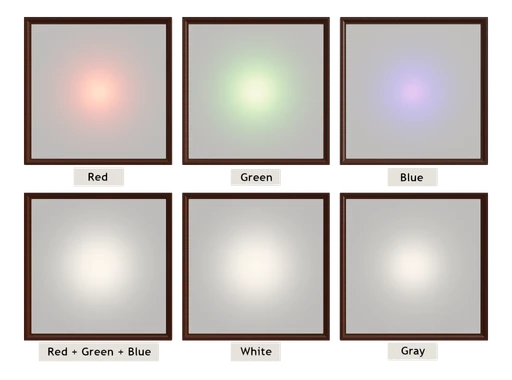 Red
Green
Blue
Red + Green + Blue
White
Gray